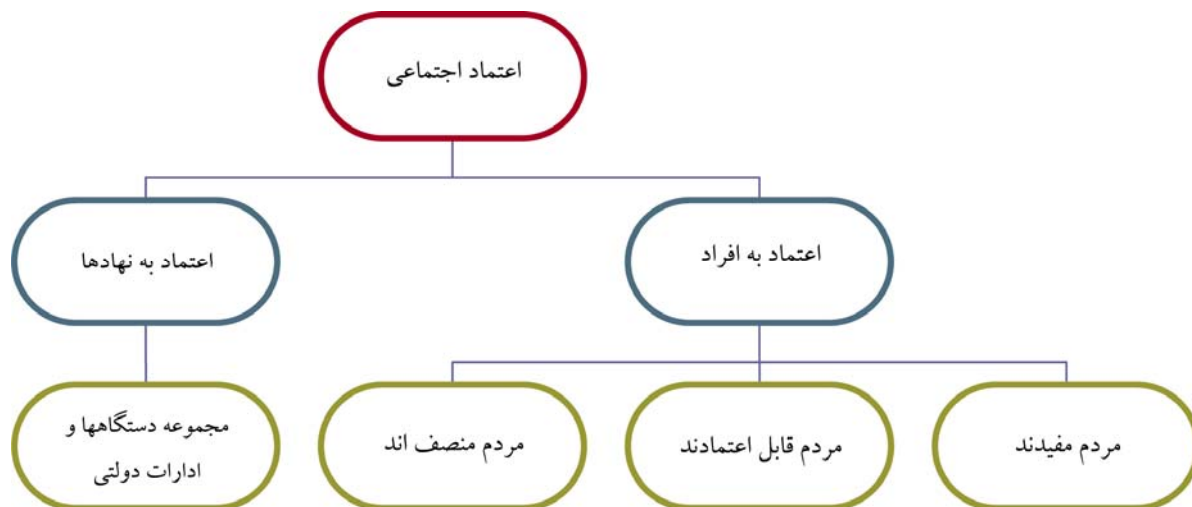 اعتماد اجتماعی
اعتماد به افراد
اعتماد به نهادها
مردم مفیدند
مردم قابل اعتمادند
مردم منصف اند
مجموعه دستگاهها و
ادارات دولتی